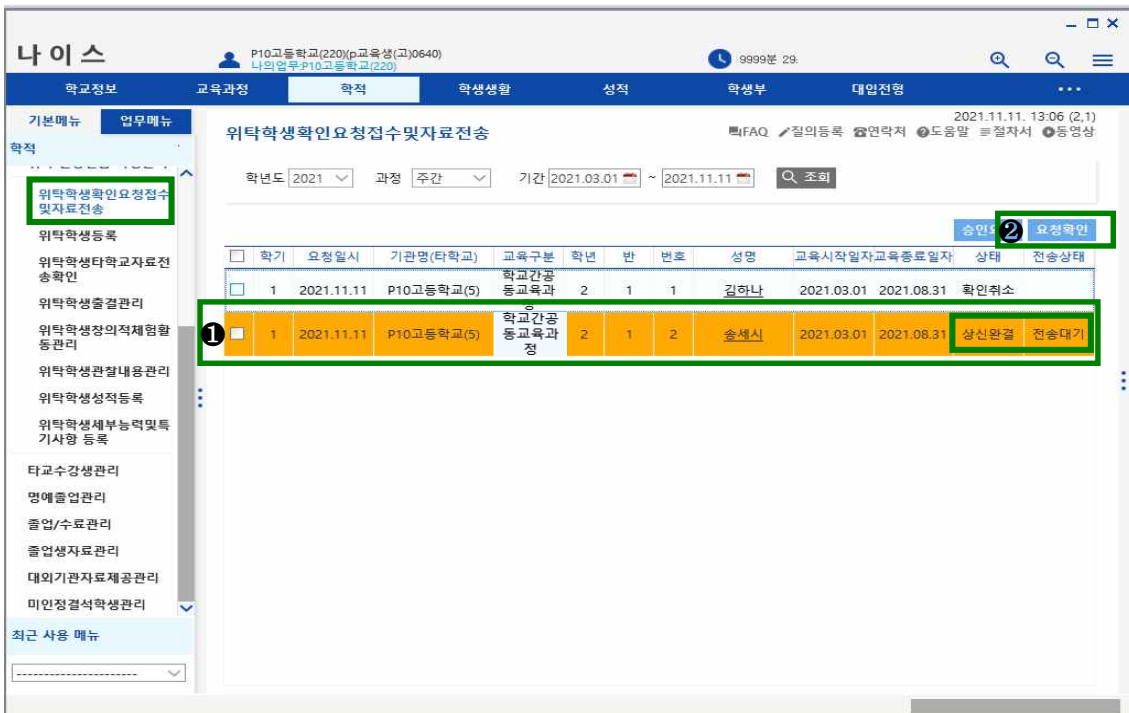 나이스
P10고등학교(220)(p교육생(고)0640)
나의업무:P10고등학교(220)
9999분 29.
학교정보 교육과정 학적 학생생활 성적 학생부 대입전형 •••
기본메뉴 업무메뉴
학적
위탁학생확인요청접수
및자료전송
위탁학생등록
위탁학생타학교자료전
송확인
위탁학생출결관리
위탁학생창의적체험활
동관리
위탁학생관찰내용관리
위탁학생성적등록
위탁학생세부능력및특
기사항 등록
타교수강생관리
명예졸업관리
졸업/수료관리
졸업생자료관리
대외기관자료제공관리
미인정결석학생관리
최근 사용 메뉴
----------------------
2021.11.11. 13:06 (2,1)
위탁학생확인요청접수및자료전송 FAQ 질의등록 연락처 도움말 절차서 동영상
학년도 2021 과정 주간 기간 2021.03.01 ~ 2021.11.11 조회
승인 ❷ 요청확인
학기 요청일시 기관명(타학교) 교육구분 학년 반 번호 성명 교육시작일자 교육종료일자 상태 전송상태
1 2021.11.11 P10고등학교(5) 학교간공동교육과 2 1 1 김하나 2021.03.01 2021.08.31 확인취소
❶ 1 2021.11.11 P10고등학교(5) 학교간공동교육과정 2 1 2 송세시 2021.03.01 2021.08.31 상신완결 전송대기